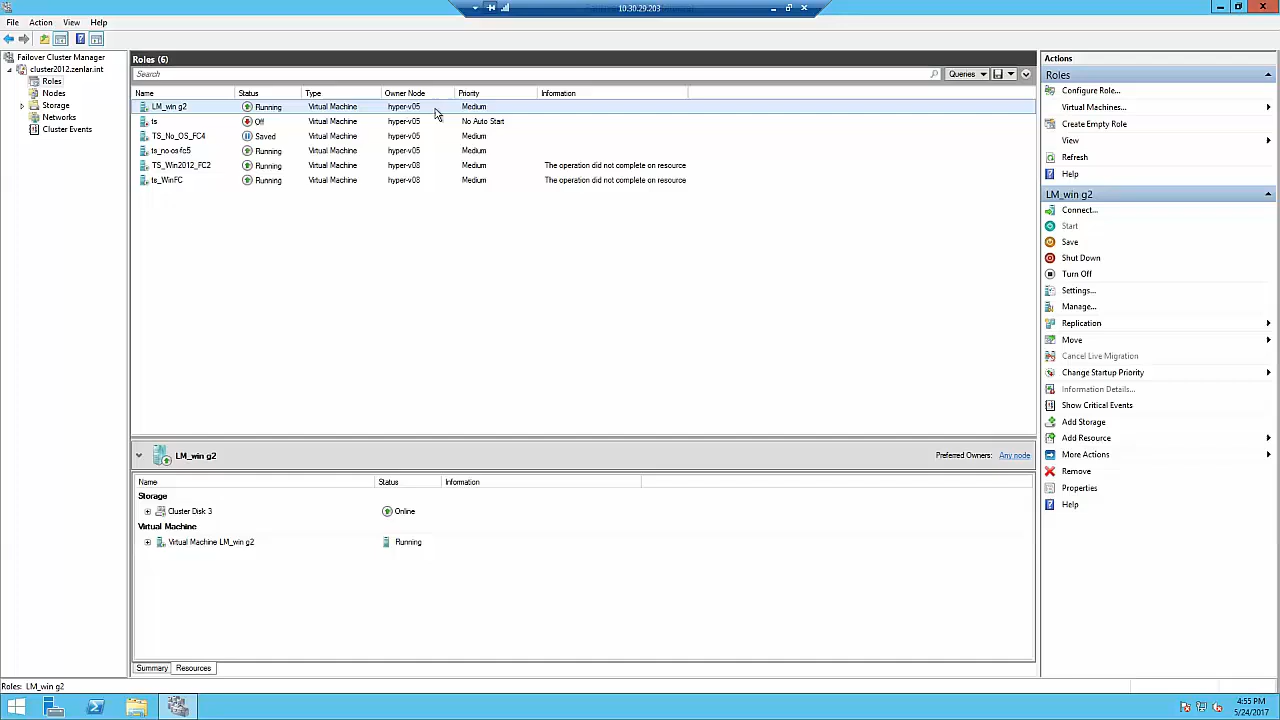 10.30.29.203
File Action View Help
Failover Cluster Manager
cluster2012.zenlar.int
Roles
Nodes
Storage
Networks
Cluster Events
Roles (6)
Search
Queries
Name Status Type Owner Node Priority Information
LM_win g2 Running Virtual Machine hyper-v05 Medium
ts Off Virtual Machine hyper-v05 No Auto Start
TS_No_OS_FC4 Saved Virtual Machine hyper-v05 Medium
ts_no os fc5 Running Virtual Machine hyper-v05 Medium
TS_Win2012_FC2 Running Virtual Machine hyper-v08 Medium The operation did not complete on resource
ts_WinFC Running Virtual Machine hyper-v08 Medium The operation did not complete on resource
LM_win g2 Preferred Owners: Any node
Name Status Information
Storage
Cluster Disk 3 Online
Virtual Machine
Virtual Machine LM_win g2 Running
Summary Resources
Actions
Roles
Configure Role...
Virtual Machines...
Create Empty Role
View
Refresh
Help
LM_win g2
Connect...
Start
Save
Shut Down
Turn Off
Settings...
Manage...
Replication
Move
Cancel Live Migration
Change Startup Priority
Information Details...
Show Critical Events
Add Storage
Add Resource
More Actions
Remove
Properties
Help
Roles: LM_win g2
4:55 PM
5/24/2017